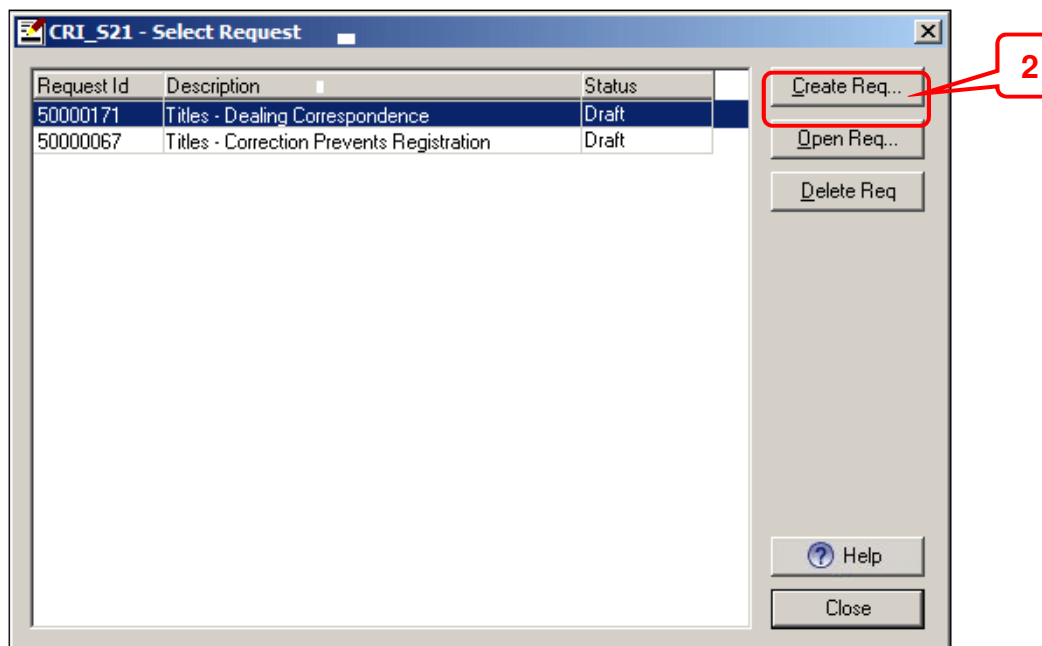 CRI_S21 - Select Request
2
Request Id Description Status
Create Req...
50000171 Titles - Dealing Correspondence Draft
50000067 Titles - Correction Prevents Registration Draft
Open Req...
Delete Req
? Help
Close